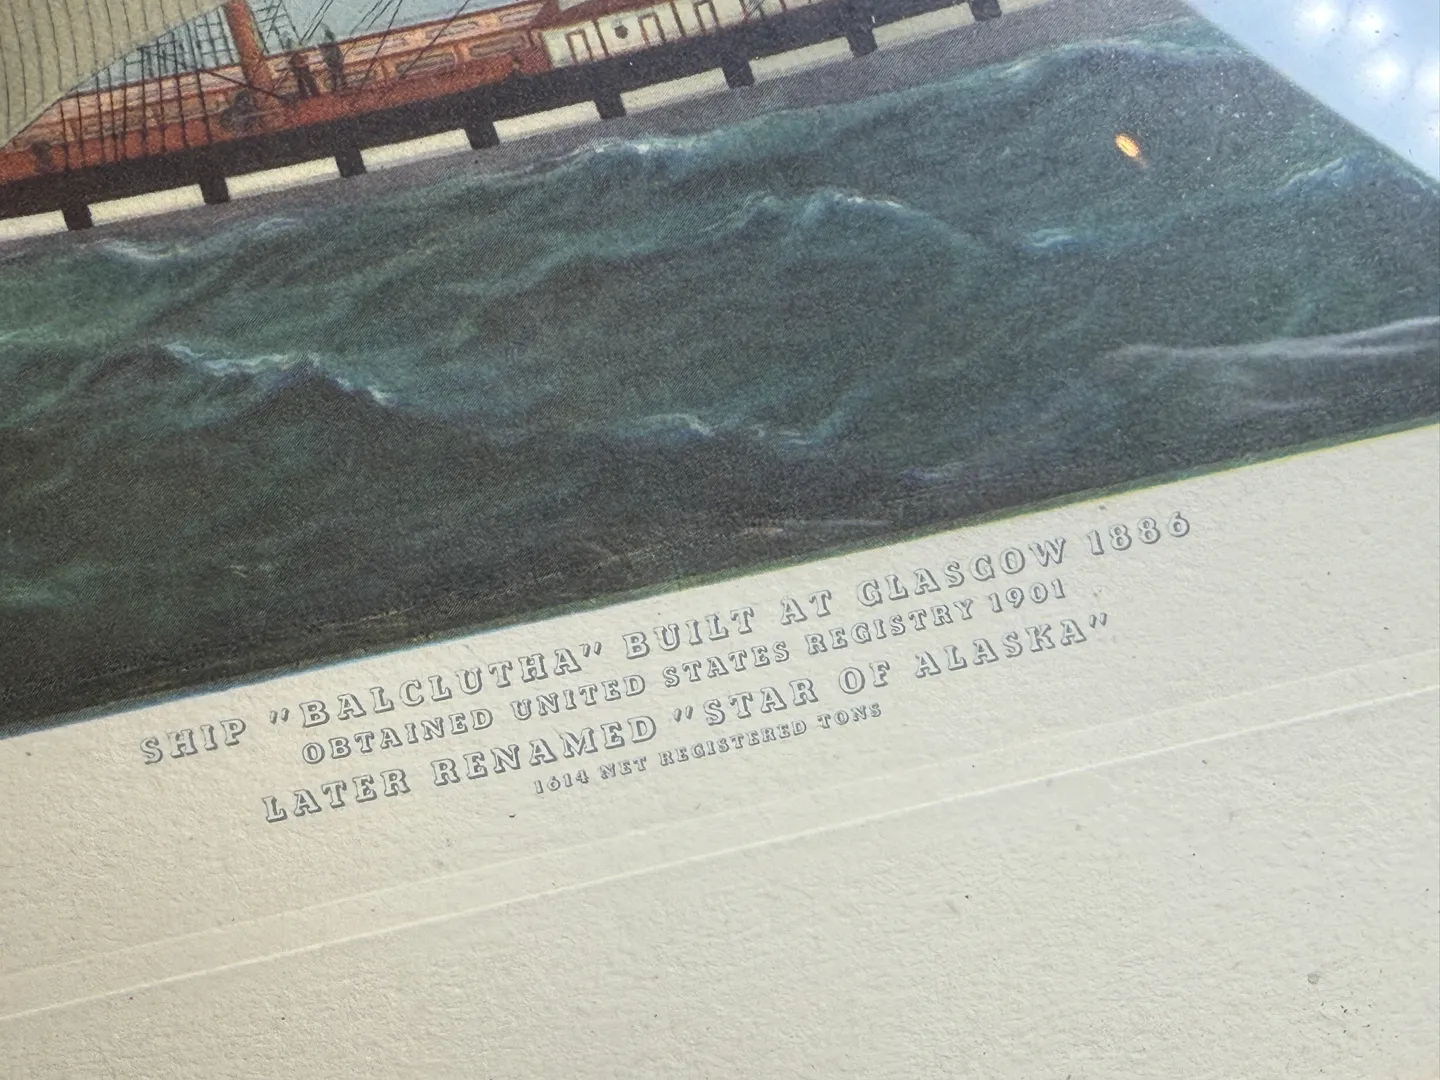 SHIP "BALCLUTHA" BUILT AT GLASGOW 1886
OBTAINED UNITED STATES REGISTRY 1901
LATER RENAMED "STAR OF ALASKA"
1614 NET REGISTERED TONS